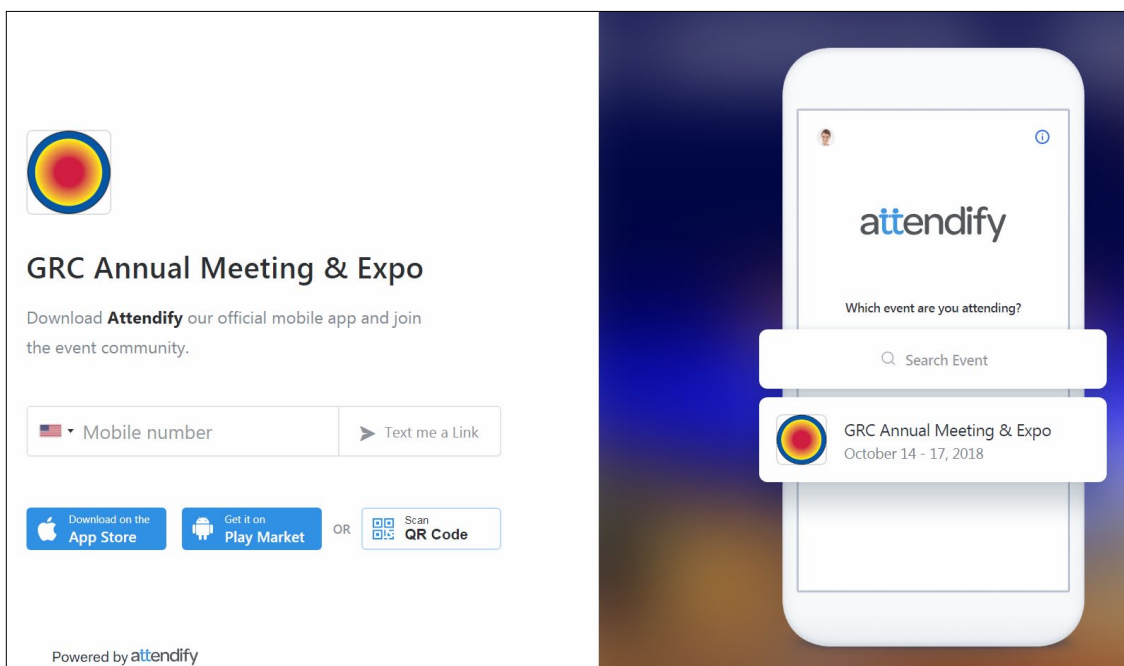 GRC Annual Meeting & Expo
Download Attendify our official mobile app and join
the event community.
Mobile number
Text me a Link
Download on the
App Store
Get it on
Play Market
OR
Scan
QR Code
Powered by attendify
attendify
Which event are you attending?
Search Event
GRC Annual Meeting & Expo
October 14 - 17, 2018